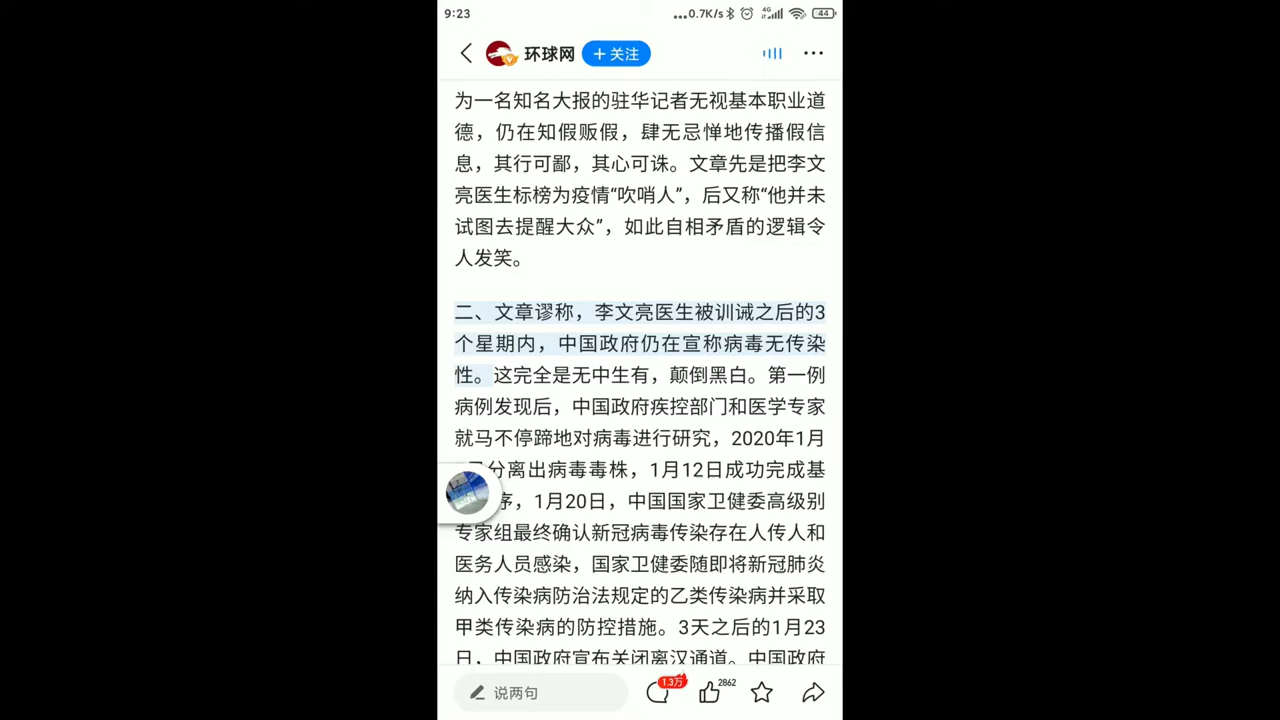 9:23
...0.7K/s 4G 44
环球网 + 关注
为一名知名大报的驻华记者无视基本职业道
德，仍在知假贩假，肆无忌惮地传播假信
息，其行可鄙，其心可诛。文章先是把李文
亮医生标榜为疫情“吹哨人”，后又称“他并未
试图去提醒大众”，如此自相矛盾的逻辑令
人发笑。
二、文章谬称，李文亮医生被训诫之后的3
个星期内，中国政府仍在宣称病毒无传染
性。这完全是无中生有，颠倒黑白。第一例
病例发现后，中国政府疾控部门和医学专家
就马不停蹄地对病毒进行研究，2020年1月
分离出病毒毒株，1月12日成功完成基
序，1月20日，中国国家卫健委高级别
专家组最终确认新冠病毒传染存在人传人和
医务人员感染，国家卫健委随即将新冠肺炎
纳入传染病防治法规定的乙类传染病并采取
甲类传染病的防控措施。3天之后的1月23
日，中国政府宣布关闭离汉通道。中国政府
说两句 1.3万 2862